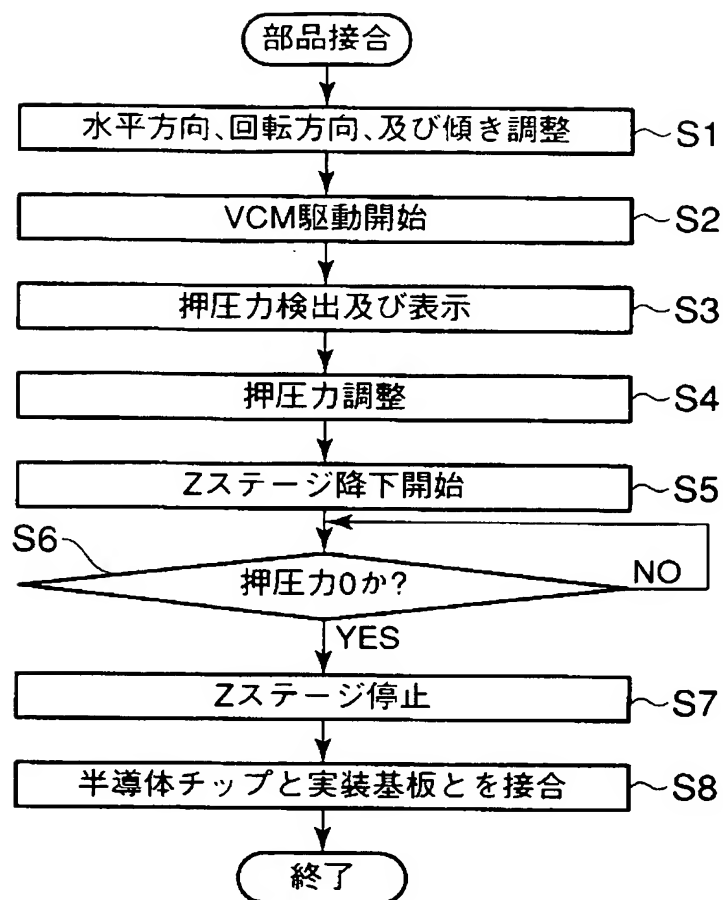 部品接合
水平方向、回転方向、及び傾き調整 S1
VCM駆動開始 S2
押圧力検出及び表示 S3
押圧力調整 S4
Zステージ降下開始 S5
S6
押圧力0か?
NO
YES
Zステージ停止 S7
半導体チップと実装基板とを接合 S8
終了